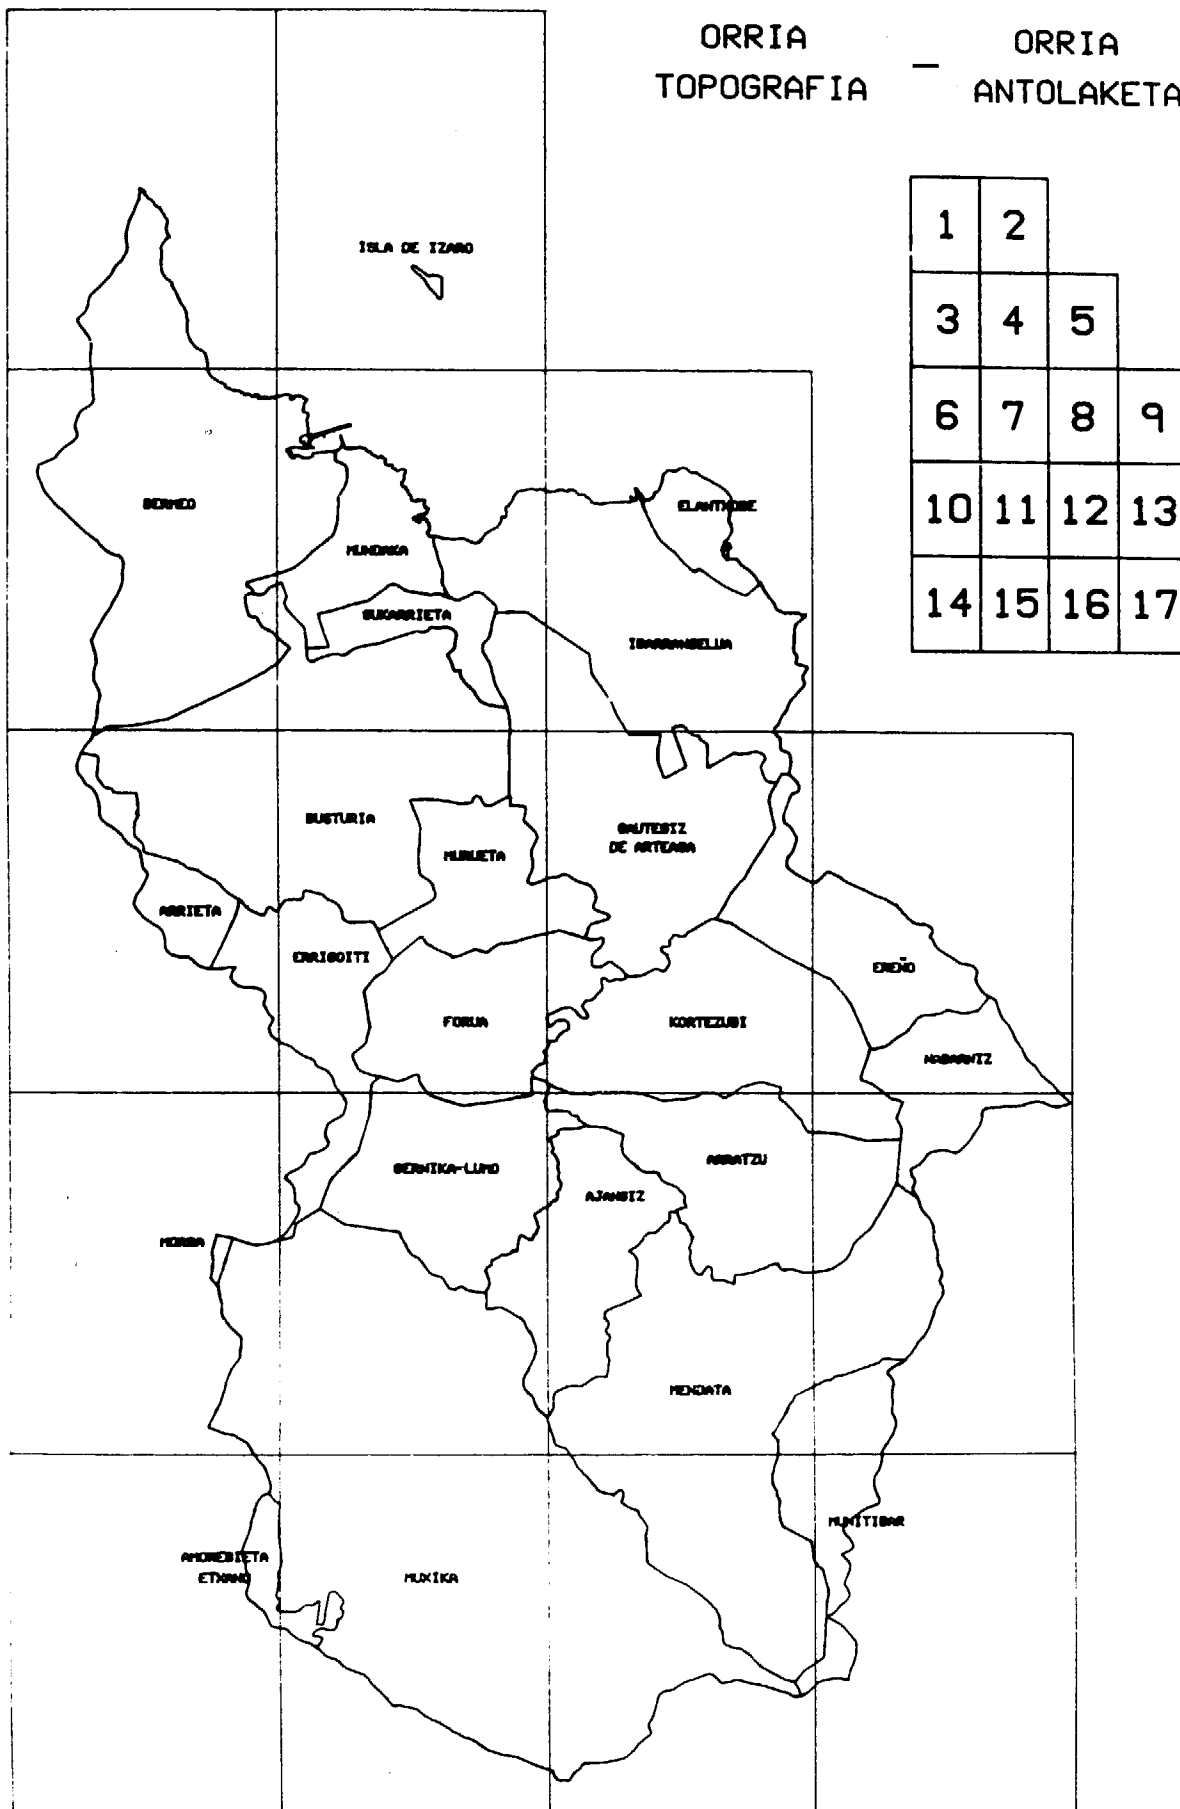 ORRIA
TOPOGRAFIA
—
ORRIA
ANTOLAKETA
1 2
3 4 5
6 7 8 9
10 11 12 13
14 15 16 17
ISLA DE IZARO
BERMEO
ELANTXOBE
MUNDAKA
SUKARRIETA
IBARRANGELUA
BUSTURIA
MURUETA
GAUTEGIZ
DE ARTEAGA
ARRIETA
ERRIGOITI
EREÑO
FORUA
KORTEZUBI
NABARNIZ
GERNIKA-LUMO
ARRATZU
AJANGIZ
MORGA
MENDATA
MUNITIBAR
AMOREBIETA
ETXANO
MUXIKA